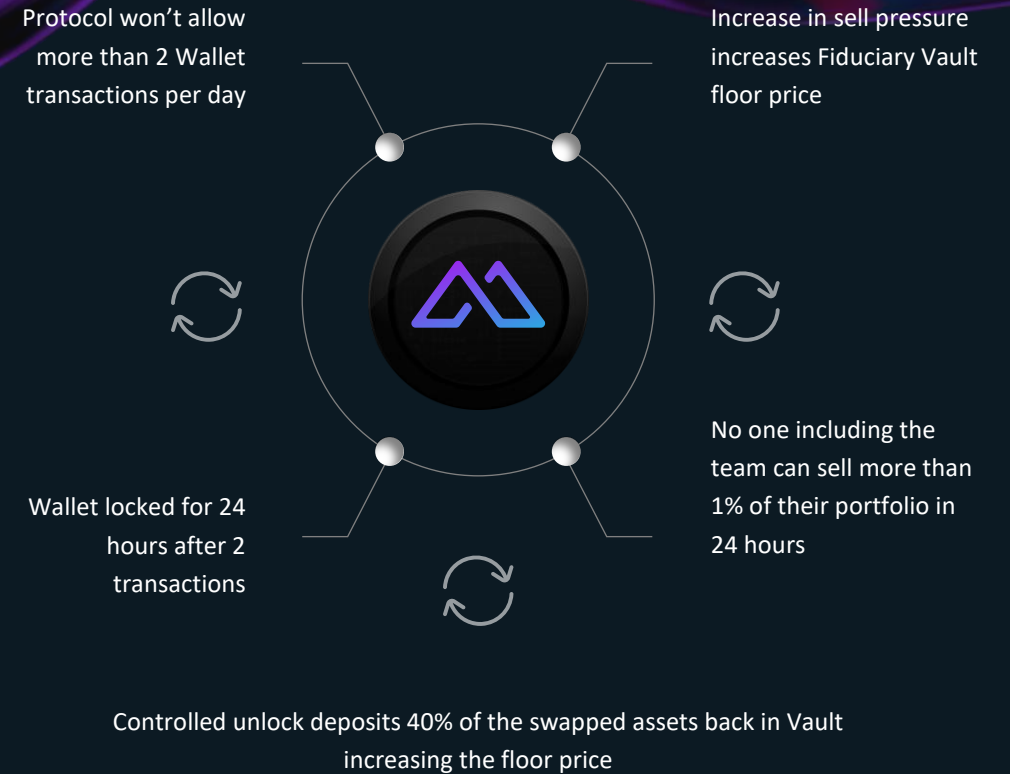 Protocol won’t allow
more than 2 Wallet
transactions per day
Increase in sell pressure
increases Fiduciary Vault
floor price
Wallet locked for 24
hours after 2
transactions
No one including the
team can sell more than
1% of their portfolio in
24 hours
Controlled unlock deposits 40% of the swapped assets back in Vault
increasing the floor price